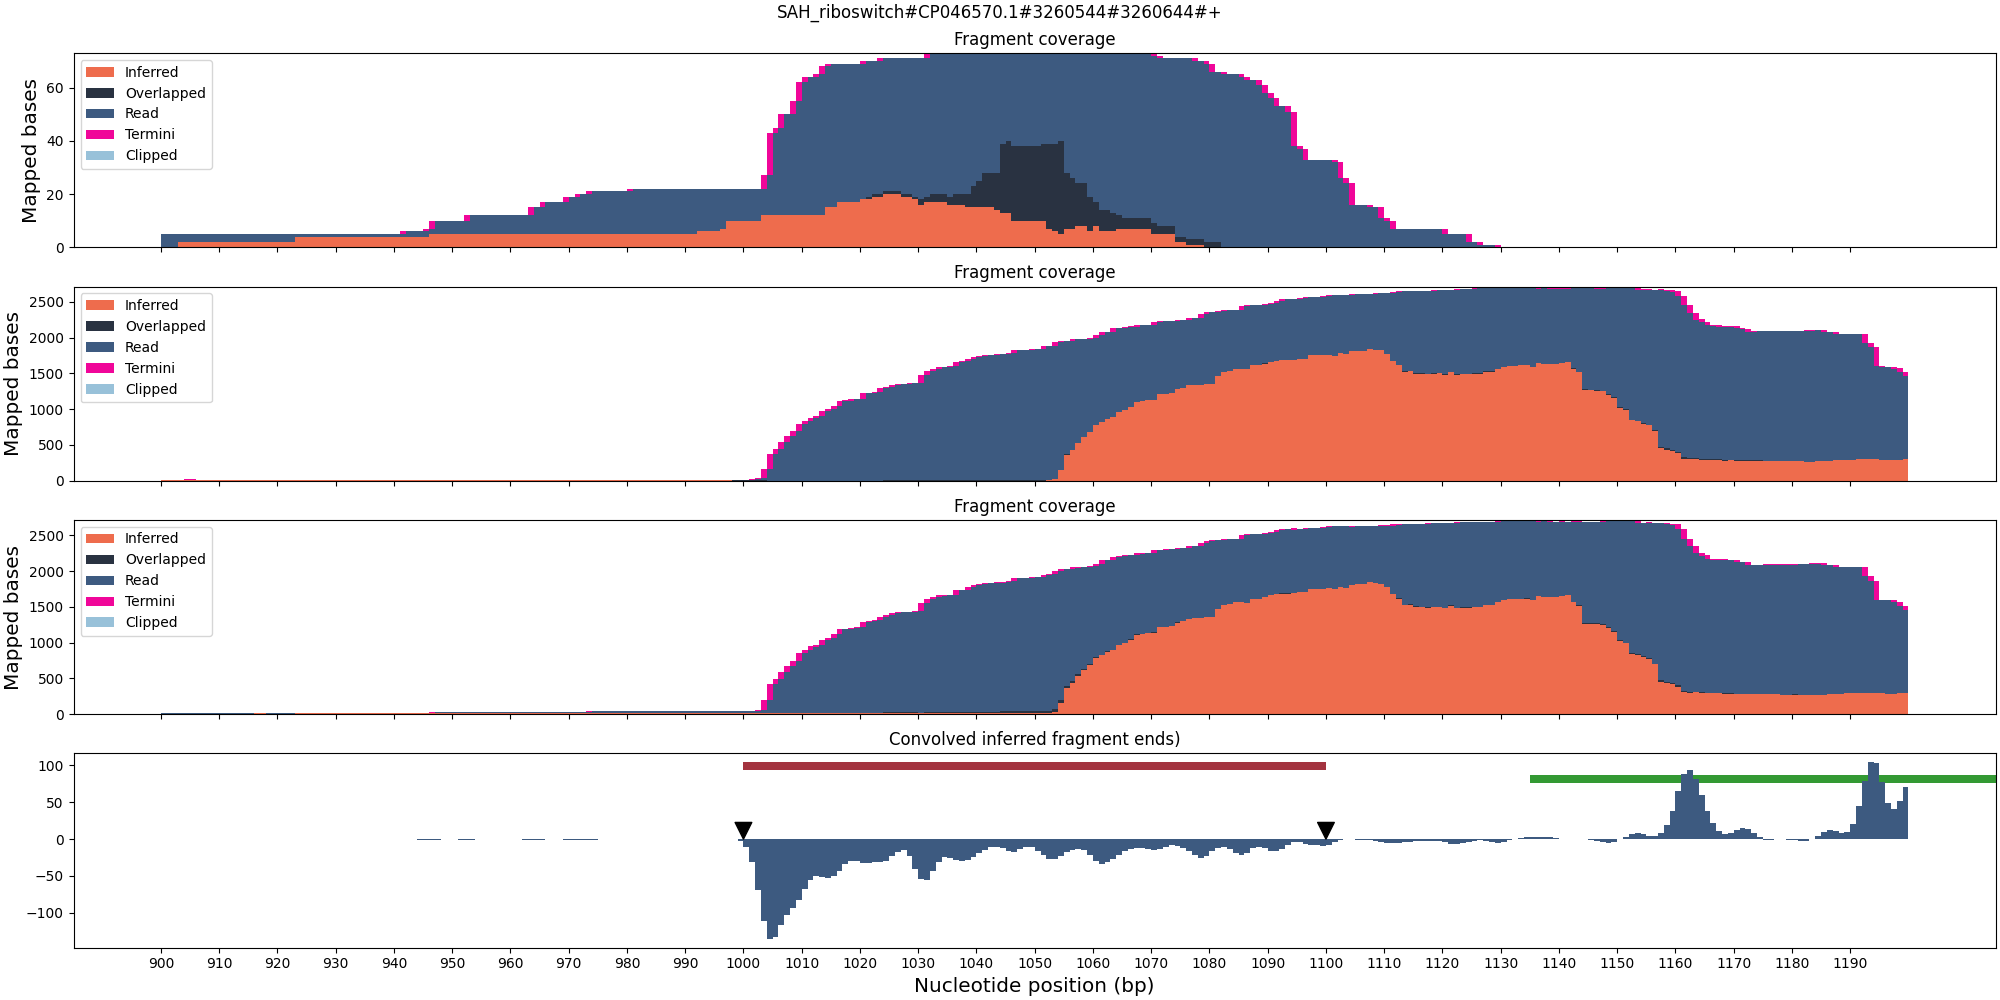 SAH_riboswitch#CP046570.1#3260544#3260644#+
Fragment coverage
Mapped bases
60
40
20
0
Inferred
Overlapped
Read
Termini
Clipped
Fragment coverage
Mapped bases
2500
2000
1500
1000
500
0
Inferred
Overlapped
Read
Termini
Clipped
Fragment coverage
Mapped bases
2500
2000
1500
1000
500
0
Inferred
Overlapped
Read
Termini
Clipped
Convolved inferred fragment ends)
100
50
0
−50
−100
900 910 920 930 940 950 960 970 980 990 1000 1010 1020 1030 1040 1050 1060 1070 1080 1090 1100 1110 1120 1130 1140 1150 1160 1170 1180 1190
Nucleotide position (bp)